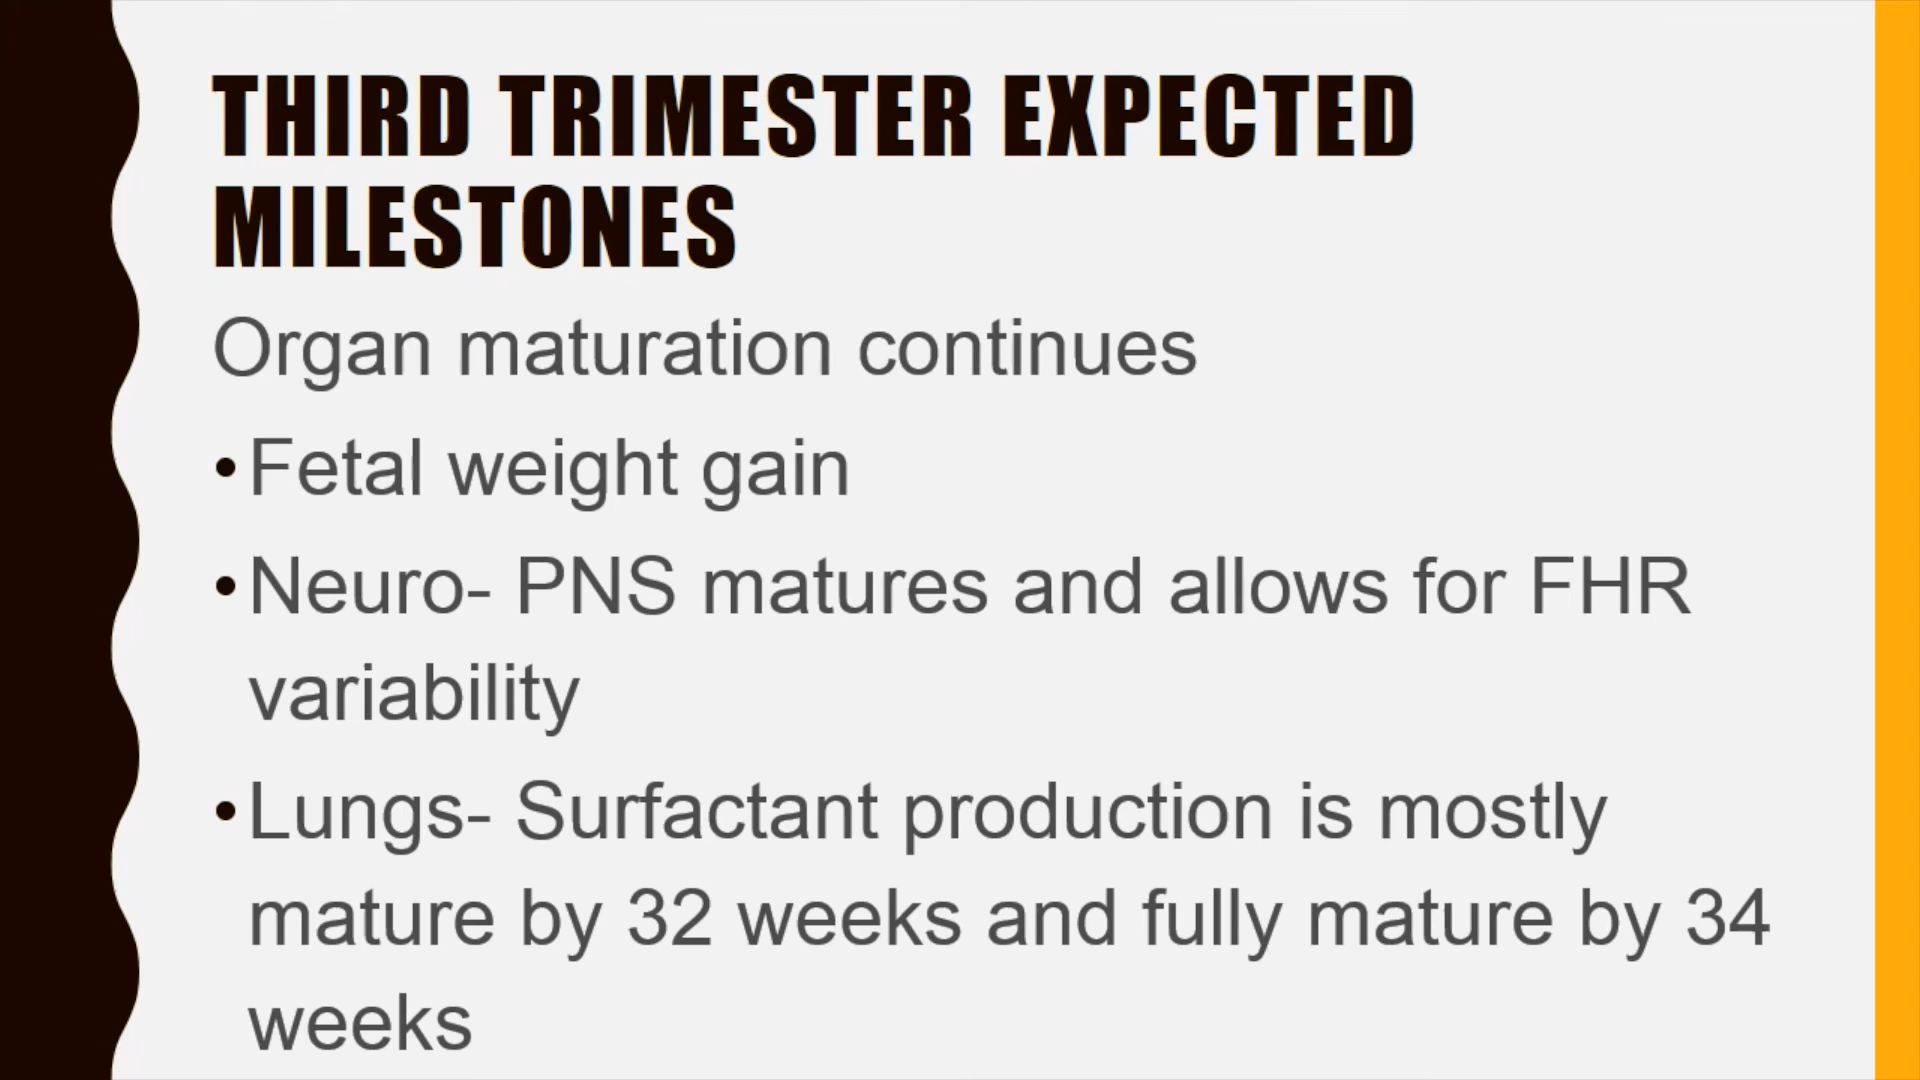 THIRD TRIMESTER EXPECTED
MILESTONES
Organ maturation continues
•Fetal weight gain
•Neuro- PNS matures and allows for FHR
variability
•Lungs- Surfactant production is mostly
mature by 32 weeks and fully mature by 34
weeks